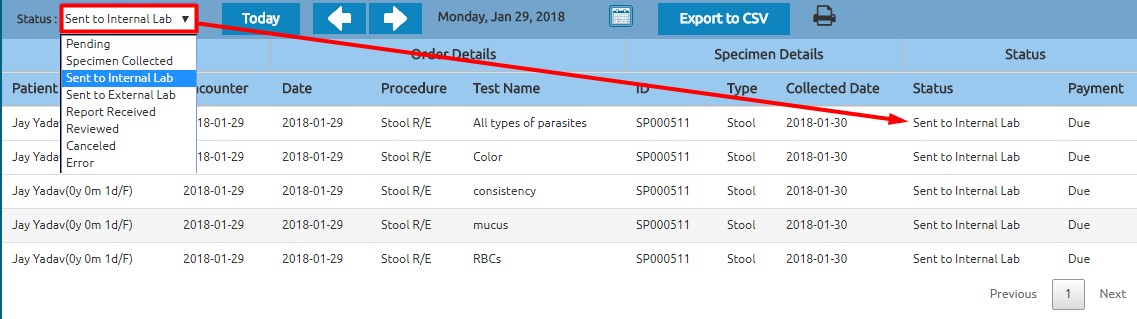 Status : Sent to Internal Lab Today Monday, Jan 29, 2018 Export to CSV
Pending
Specimen Collected
Sent to Internal Lab
Sent to External Lab
Report Received
Reviewed
Canceled
Error
Order Details Specimen Details Status
Patient counter Date Procedure Test Name ID Type Collected Date Status Payment
Jay Yadav 18-01-29 2018-01-29 Stool R/E All types of parasites SP000511 Stool 2018-01-30 Sent to Internal Lab Due
Jay Yadav 18-01-29 2018-01-29 Stool R/E Color SP000511 Stool 2018-01-30 Sent to Internal Lab Due
Jay Yadav(0y 0m 1d/F) 2018-01-29 2018-01-29 Stool R/E consistency SP000511 Stool 2018-01-30 Sent to Internal Lab Due
Jay Yadav(0y 0m 1d/F) 2018-01-29 2018-01-29 Stool R/E mucus SP000511 Stool 2018-01-30 Sent to Internal Lab Due
Jay Yadav(0y 0m 1d/F) 2018-01-29 2018-01-29 Stool R/E RBCs SP000511 Stool 2018-01-30 Sent to Internal Lab Due
Previous 1 Next